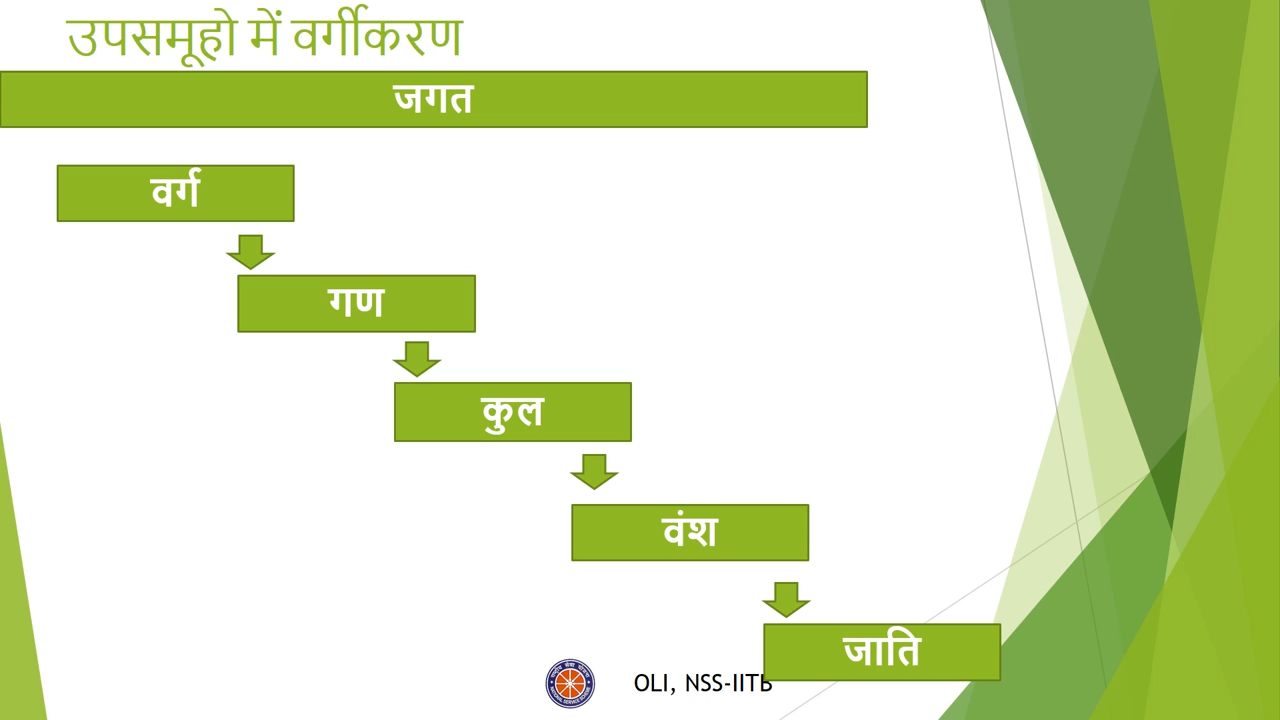 उपसमूहो में वर्गीकरण
जगत
वर्ग
गण
कुल
वंश
जाति
OLI, NSS-IITB